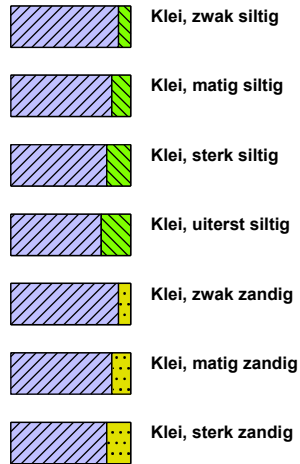 Klei, zwak siltig
Klei, matig siltig
Klei, sterk siltig
Klei, uiterst siltig
Klei, zwak zandig
Klei, matig zandig
Klei, sterk zandig